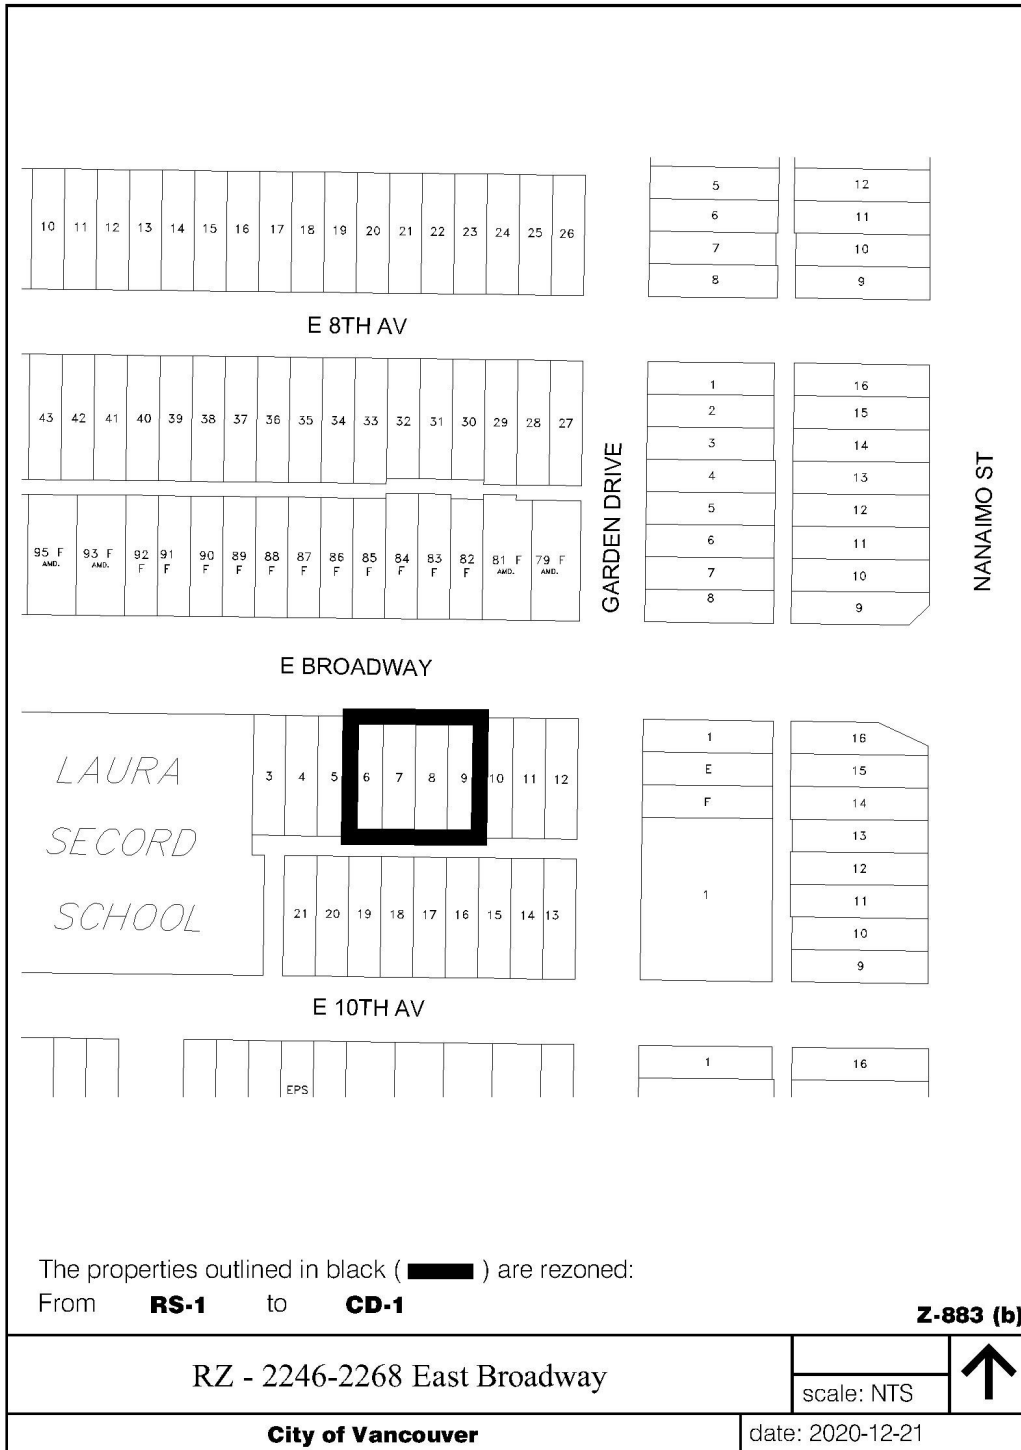 5 12
6 11
10 11 12 13 14 15 16 17 18 19 20 21 22 23 24 25 26
7 10
8 9
E 8TH AV
1 16
43 42 41 40 39 38 37 36 35 34 33 32 31 30 29 28 27
2 15
3 14
4 13
5 12
6 11
7 10
8 9
GARDEN DRIVE
NANAIMO ST
95 F AMD. 93 F AMD. 92 F 91 F 90 F 89 F 88 F 87 F 86 F 85 F 84 F 83 F 82 F 81 F AMD. 79 F AMD.
E BROADWAY
LAURA
SECORD
SCHOOL
3 4 5 6 7 8 9 10 11 12
1 16
E 15
F 14
13
12
1 11
10
9
21 20 19 18 17 16 15 14 13
E 10TH AV
EPS
1 16
The properties outlined in black ( ) are rezoned:
From RS-1 to CD-1
Z-883 (b)
RZ - 2246-2268 East Broadway
scale: NTS
City of Vancouver
date: 2020-12-21